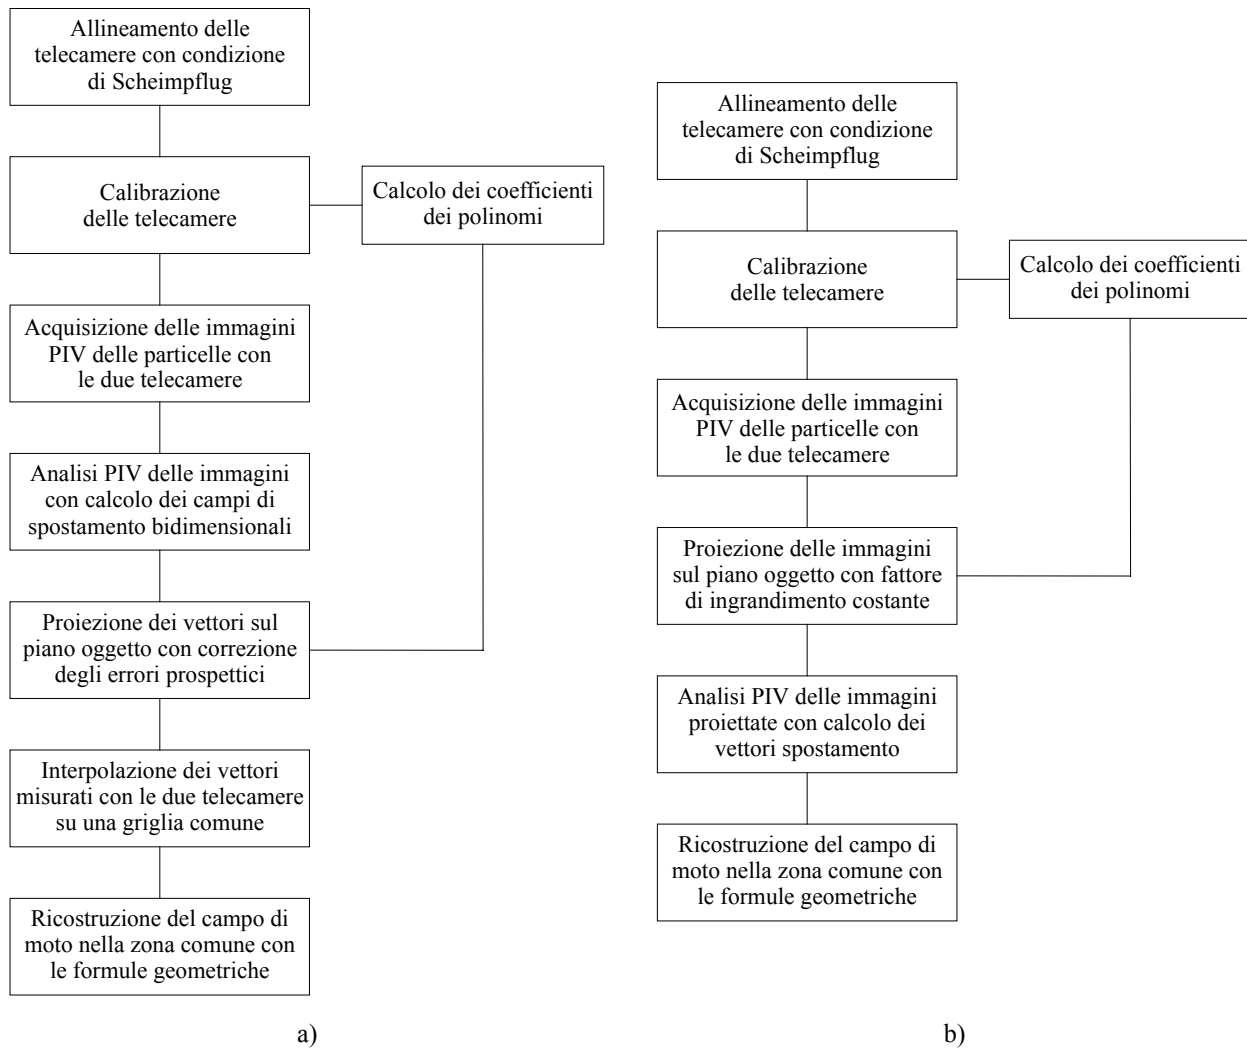 Allineamento delle
telecamere con condizione
di Scheimpflug
Calibrazione
delle telecamere
Calcolo dei coefficienti
dei polinomi
Acquisizione delle immagini
PIV delle particelle con
le due telecamere
Analisi PIV delle immagini
con calcolo dei campi di
spostamento bidimensionali
Proiezione dei vettori sul
piano oggetto con correzione
degli errori prospettici
Interpolazione dei vettori
misurati con le due telecamere
su una griglia comune
Ricostruzione del campo di
moto nella zona comune con
le formule geometriche
a)
Allineamento delle
telecamere con condizione
di Scheimpflug
Calibrazione
delle telecamere
Calcolo dei coefficienti
dei polinomi
Acquisizione delle immagini
PIV delle particelle con
le due telecamere
Proiezione delle immagini
sul piano oggetto con fattore
di ingrandimento costante
Analisi PIV delle immagini
proiettate con calcolo dei
vettori spostamento
Ricostruzione del campo di
moto nella zona comune con
le formule geometriche
b)